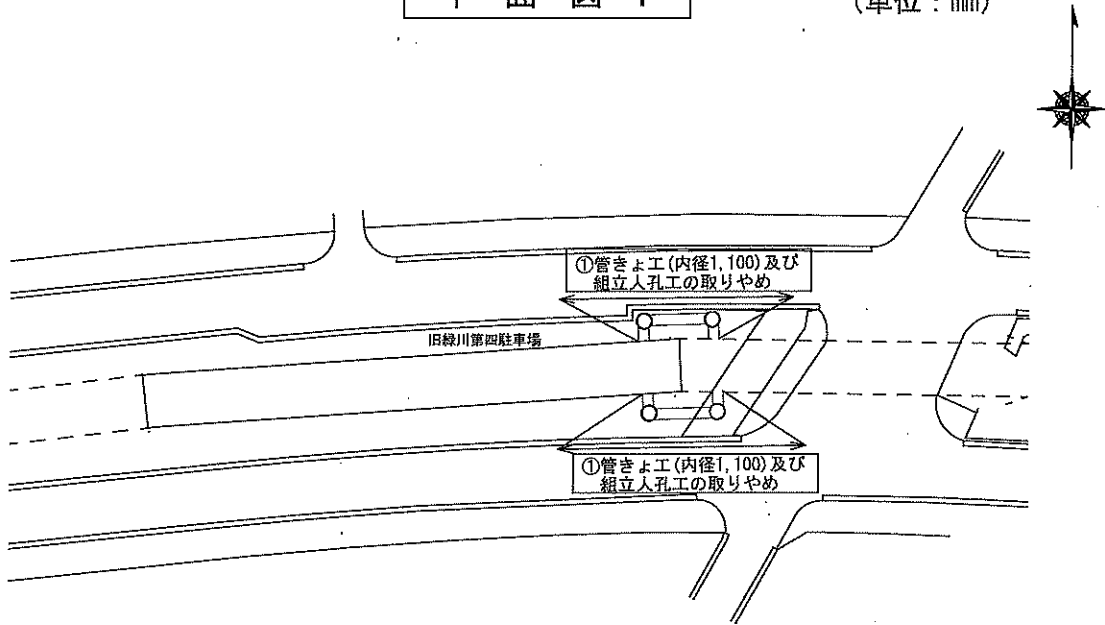 平面図1
(単位:mm)
①管きょ工(内径1,100)及び
組立人孔工の取りやめ
旧緑川第四駐車場
①管きょ工(内径1,100)及び
組立人孔工の取りやめ